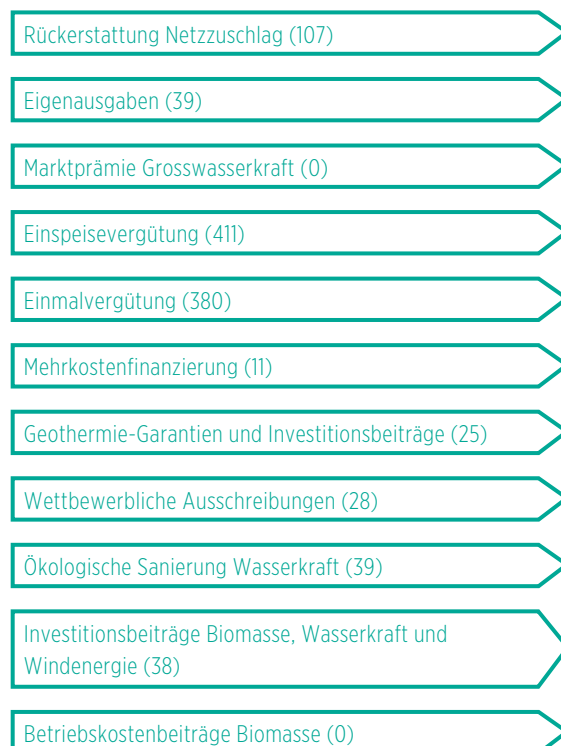 Rückerstattung Netzzuschlag (107)
Eigenausgaben (39)
Marktprämie Grosswasserkraft (0)
Einspeisevergütung (411)
Einmalvergütung (380)
Mehrkostenfinanzierung (11)
Geothermie-Garantien und Investitionsbeiträge (25)
Wettbewerbliche Ausschreibungen (28)
Ökologische Sanierung Wasserkraft (39)
Investitionsbeiträge Biomasse, Wasserkraft und
Windenergie (38)
Betriebskostenbeiträge Biomasse (0)